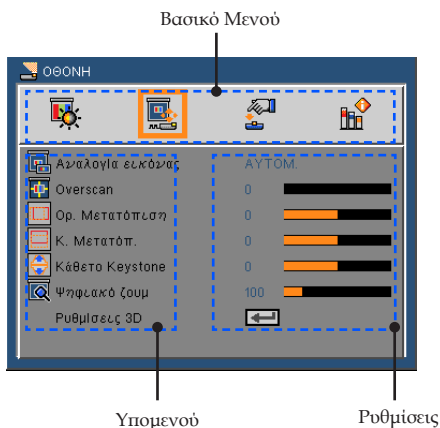 Βασικό Μενού
ΟΘΟΝΗ
Αναλογία εικόνας ΑΥΤΟΜ.
Overscan 0
Ορ. Μετατόπιση 0
Κ. Μετατόπ. 0
Κάθετο Keystone 0
Ψηφιακό ζουμ 100
Ρυθμίσεις 3D
Υπομενού Ρυθμίσεις